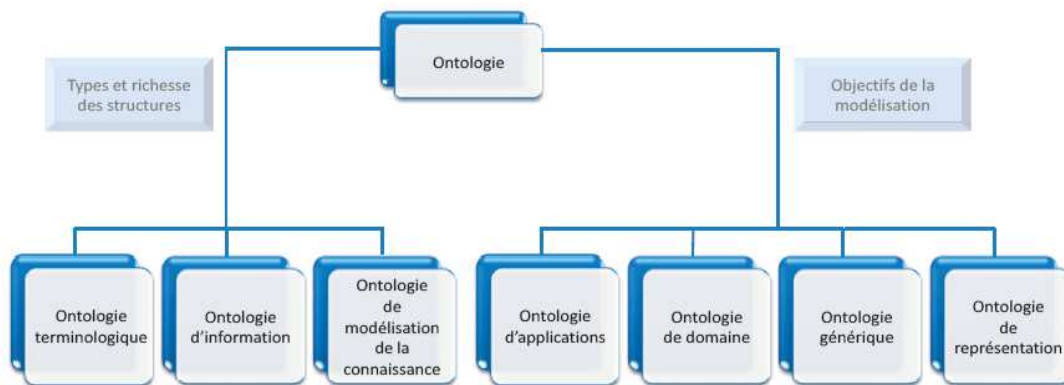 Ontologie
Types et richesse
des structures
Objectifs de la
modélisation
Ontologie
terminologique
Ontologie
d'information
Ontologie
de
modélisation
de la
connaissance
Ontologie
d'applications
Ontologie
de domaine
Ontologie
générique
Ontologie
de
représentation